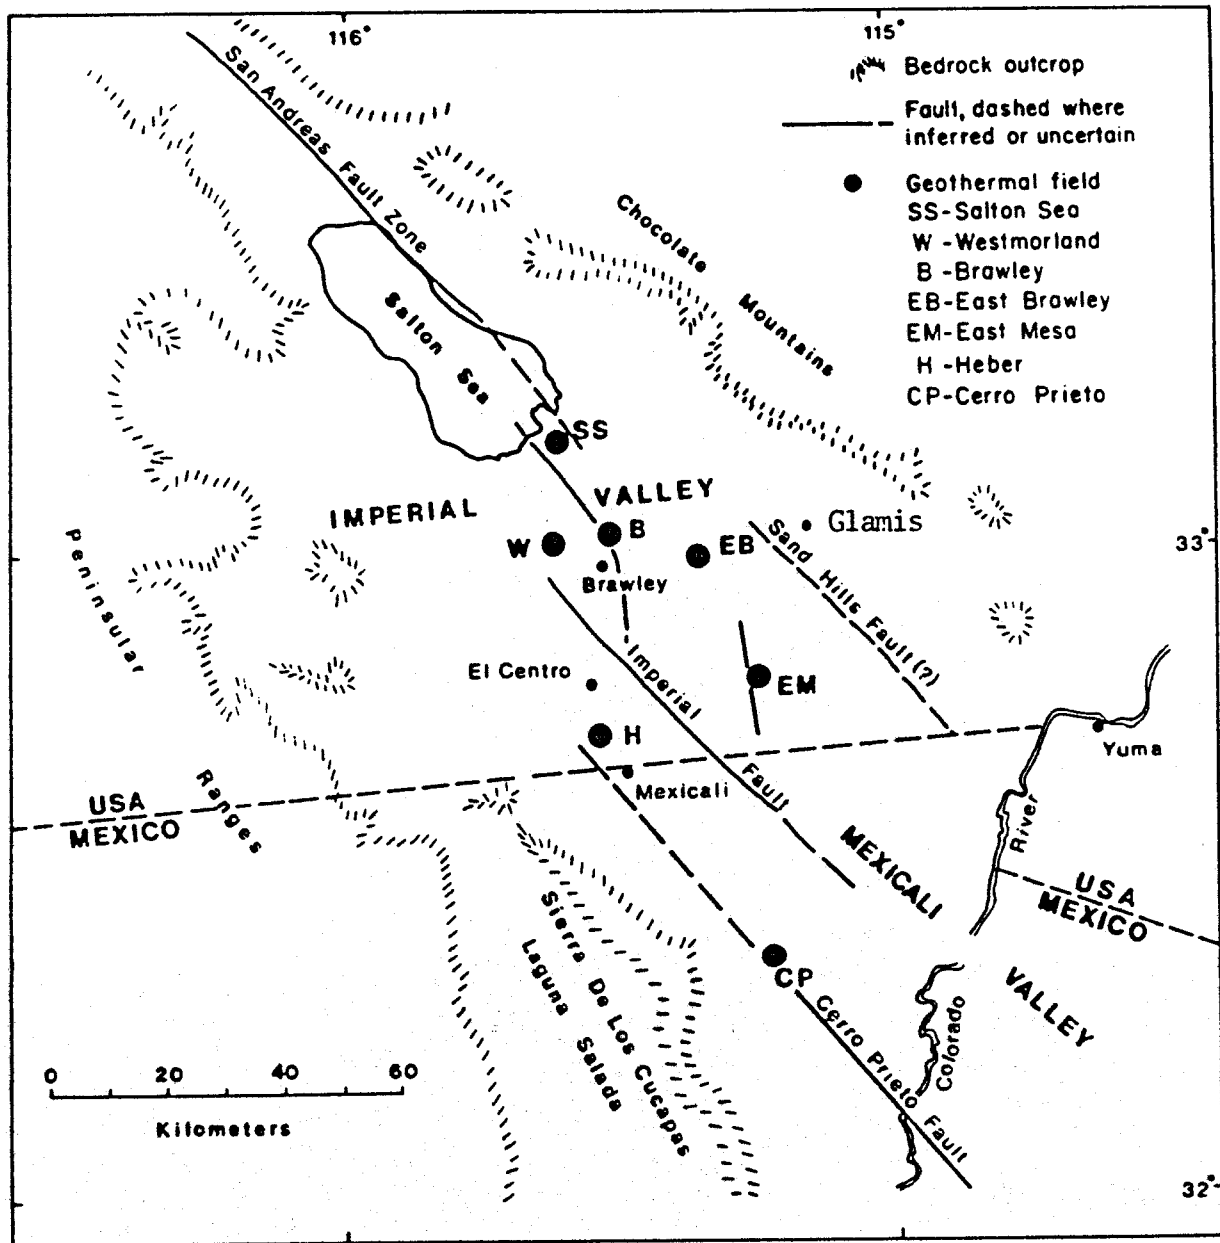 116°
115°
Bedrock outcrop
Fault, dashed where
inferred or uncertain
Geothermal field
SS-Salton Sea
W -Westmorland
B -Brawley
EB-East Brawley
EM-East Mesa
H -Heber
CP-Cerro Prieto
San Andreas Fault Zone
Chocolate
Mountains
Salton
Sea
SS
IMPERIAL
VALLEY
W
B
EB
Glamis
33°
Brawley
Sand Hills Fault(?)
Peninsular
Ranges
El Centro
Imperial
Fault
EM
H
Mexicali
Yuma
USA
MEXICO
River
MEXICALI
VALLEY
USA
MEXICO
Sierra De Los Cucapas
Laguna Salada
CP
Cerro Prieto Fault
Colorado
0 20 40 60
Kilometers
32°